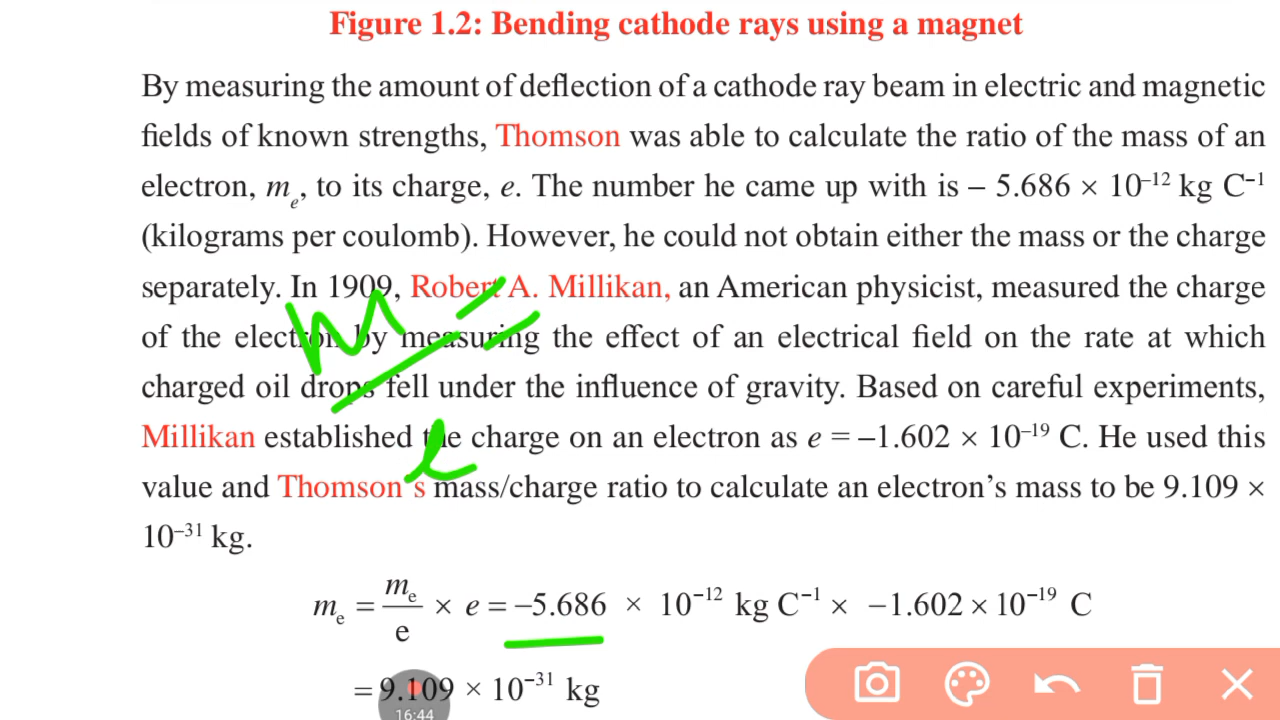 Figure 1.2: Bending cathode rays using a magnet
By measuring the amount of deflection of a cathode ray beam in electric and magnetic
fields of known strengths, Thomson was able to calculate the ratio of the mass of an
electron, mₑ, to its charge, e. The number he came up with is – 5.686 × 10⁻¹² kg C⁻¹
(kilograms per coulomb). However, he could not obtain either the mass or the charge
separately. In 1909, Robert A. Millikan, an American physicist, measured the charge
of the electron by measuring the effect of an electrical field on the rate at which
charged oil drops fell under the influence of gravity. Based on careful experiments,
Millikan established the charge on an electron as e = –1.602 × 10⁻¹⁹ C. He used this
value and Thomson's mass/charge ratio to calculate an electron's mass to be 9.109 ×
10⁻³¹ kg.
M/e =
mₑ = mₑ/e × e = −5.686 × 10⁻¹² kg C⁻¹ × −1.602 × 10⁻¹⁹ C
= 9.109 × 10⁻³¹ kg
16:44